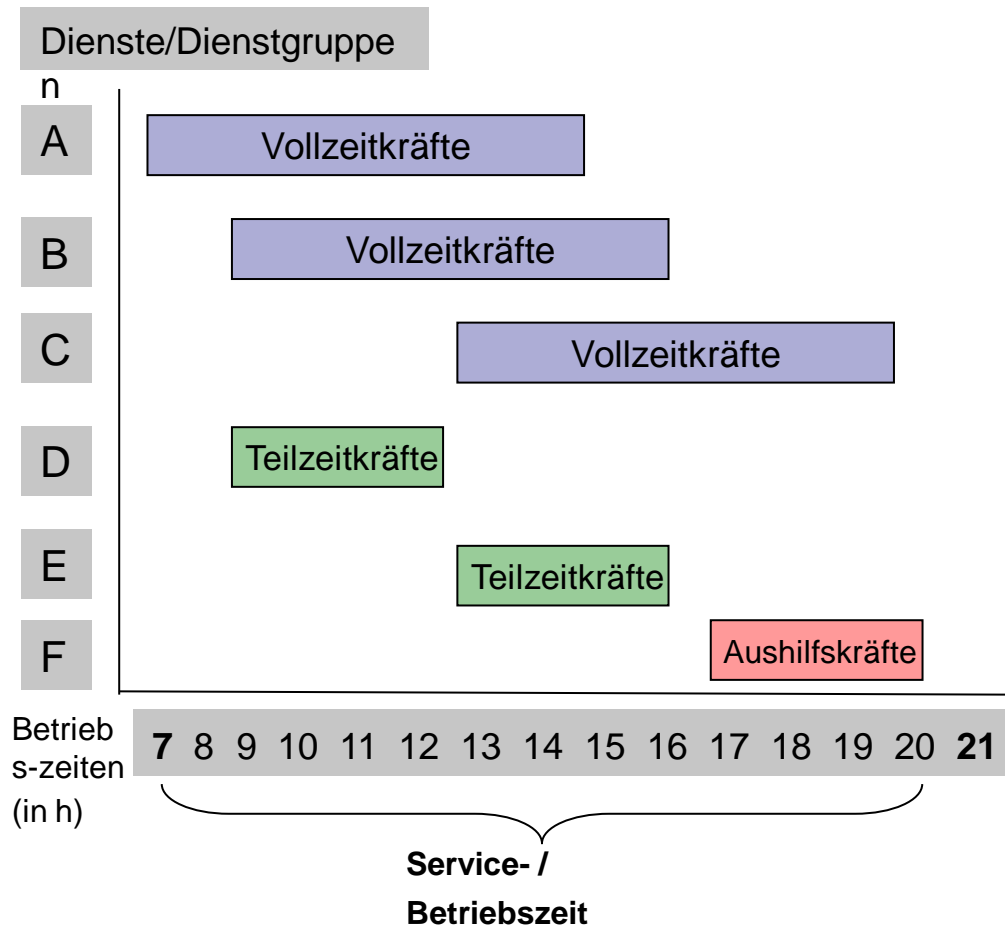 Dienste/Dienstgruppe
n
A
Vollzeitkräfte
B
Vollzeitkräfte
C
Vollzeitkräfte
D
Teilzeitkräfte
E
Teilzeitkräfte
F
Aushilfskräfte
Betrieb
s-zeiten
(in h)
7 8 9 10 11 12 13 14 15 16 17 18 19 20 21
Service- /
Betriebszeit